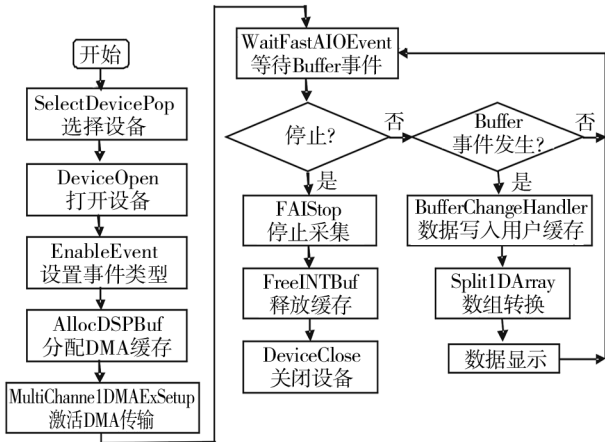 开始
SelectDevicePop
选择设备
DeviceOpen
打开设备
EnableEvent
设置事件类型
AllocDSPBuf
分配DMA缓存
MultiChannelDMAExSetup
激活DMA传输
WaitFastAIOEvent
等待Buffer事件
停止?
否
是
FAIStop
停止采集
FreeINTBuf
释放缓存
DeviceClose
关闭设备
Buffer
事件发生?
否
是
BufferChangeHandler
数据写入用户缓存
Split1DArray
数组转换
数据显示